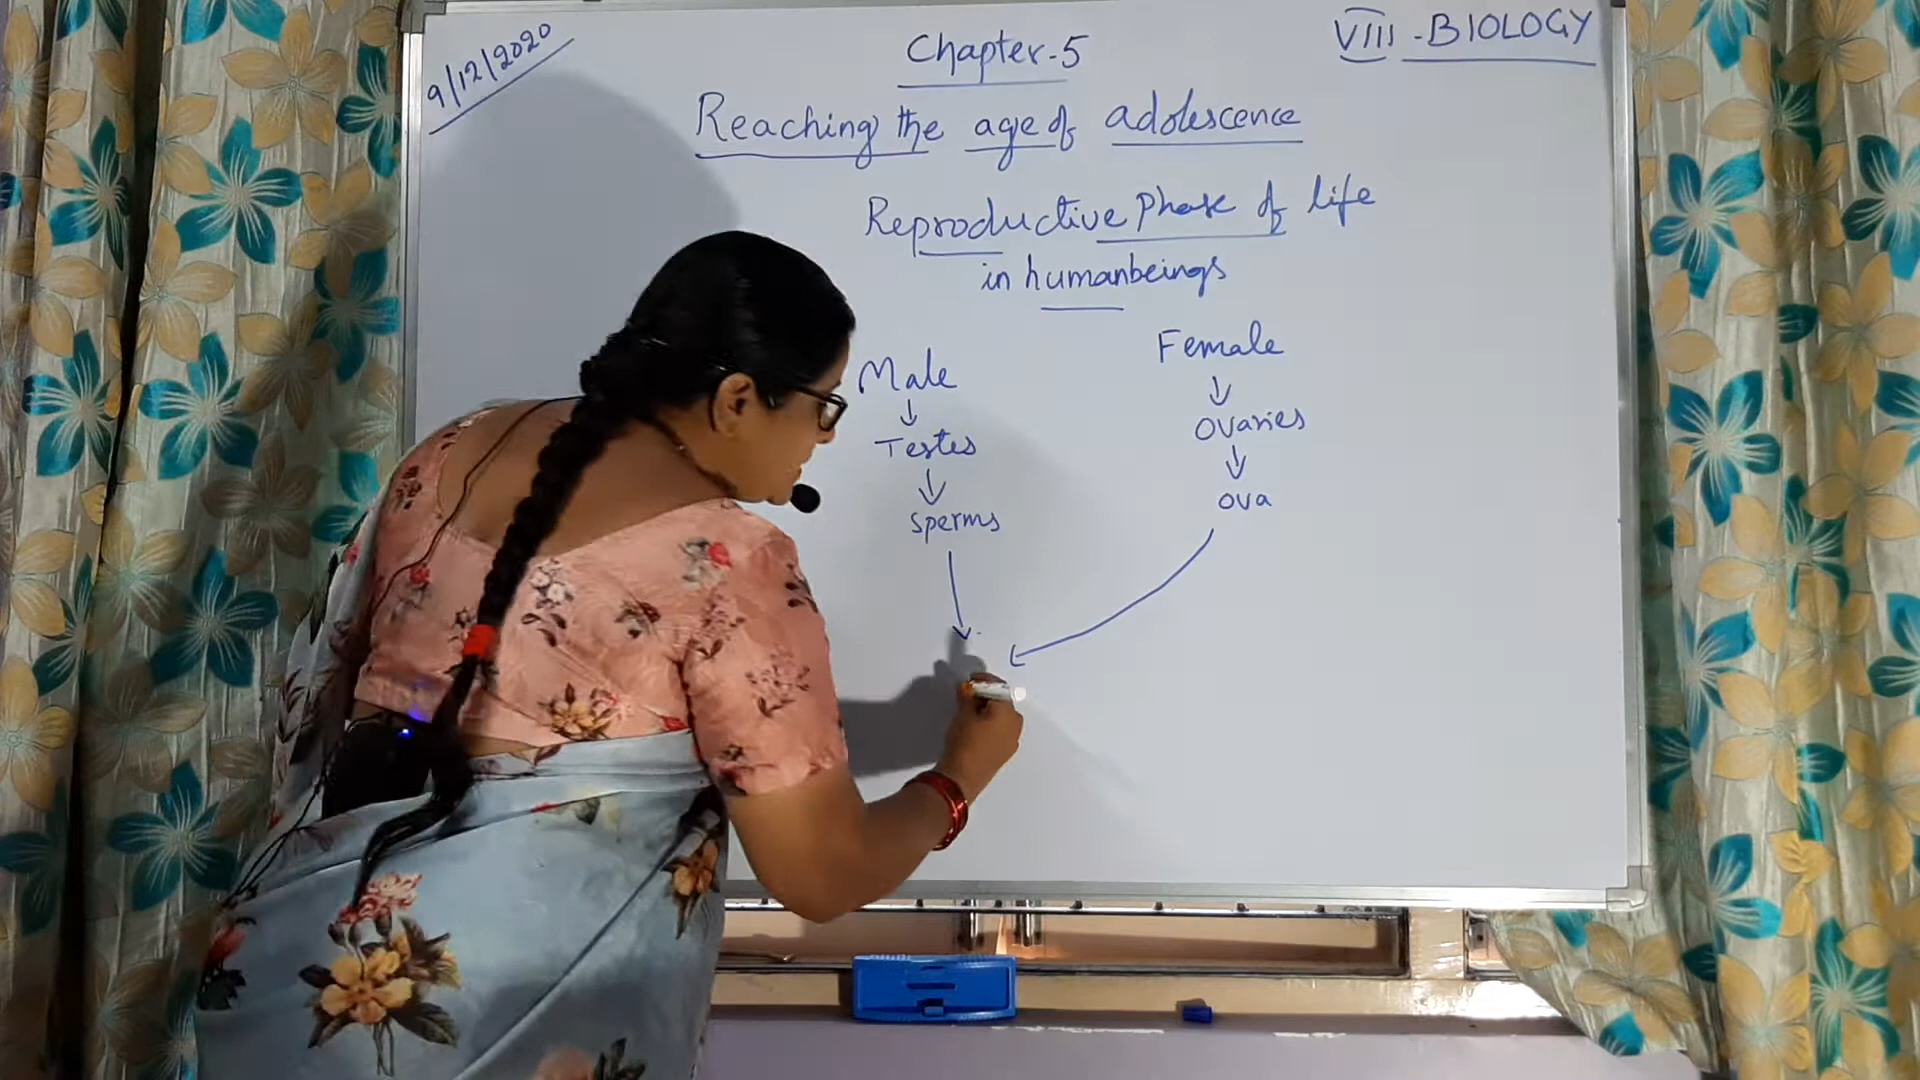 9/12/2020
Chapter-5
VIII - BIOLOGY
Reaching the age of adolescence
Reproductive Phase of life
in humanbeings
Male
Female
↓
↓
Testes
Ovaries
↓
↓
Sperms
ova